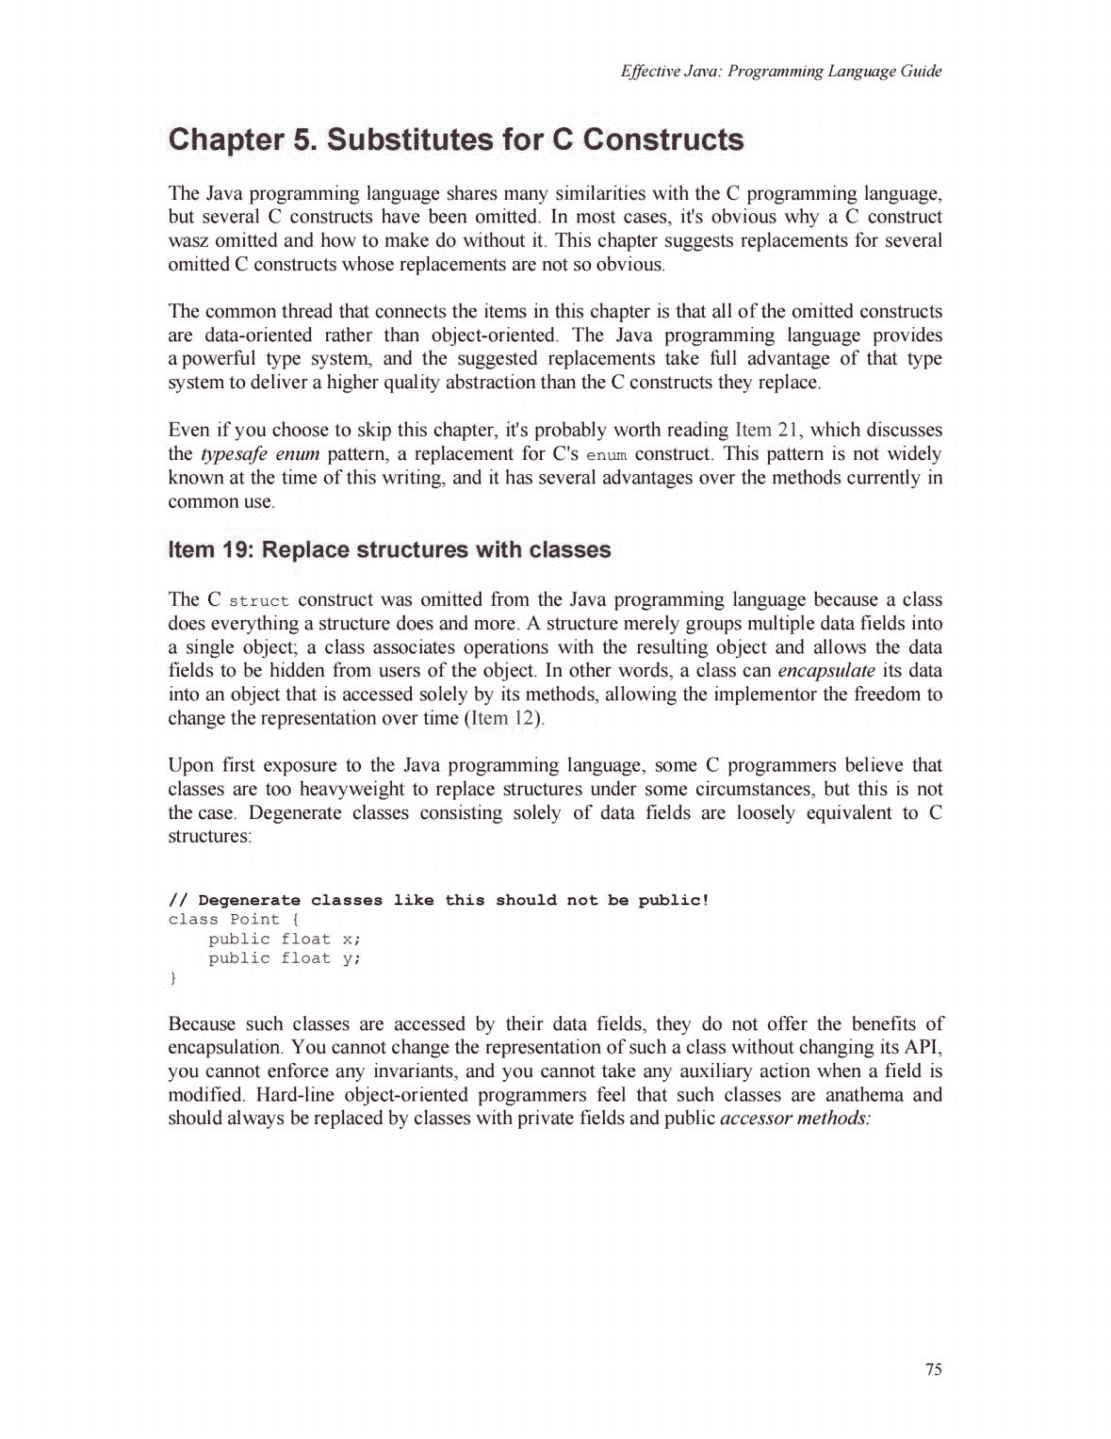 Effective Java: Programming Language Guide
Chapter 5. Substitutes for C Constructs
The Java programming language shares many similarities with the C programming language,
but several C constructs have been omitted. In most cases, it's obvious why a C construct
wasz omitted and how to make do without it. This chapter suggests replacements for several
omitted C constructs whose replacements are not so obvious.
The common thread that connects the items in this chapter is that all of the omitted constructs
are data-oriented rather than object-oriented. The Java programming language provides
a powerful type system, and the suggested replacements take full advantage of that type
system to deliver a higher quality abstraction than the C constructs they replace.
Even if you choose to skip this chapter, it's probably worth reading Item 21, which discusses
the typesafe enum pattern, a replacement for C's enum construct. This pattern is not widely
known at the time of this writing, and it has several advantages over the methods currently in
common use.
Item 19: Replace structures with classes
The C struct construct was omitted from the Java programming language because a class
does everything a structure does and more. A structure merely groups multiple data fields into
a single object; a class associates operations with the resulting object and allows the data
fields to be hidden from users of the object. In other words, a class can encapsulate its data
into an object that is accessed solely by its methods, allowing the implementor the freedom to
change the representation over time (Item 12).
Upon first exposure to the Java programming language, some C programmers believe that
classes are too heavyweight to replace structures under some circumstances, but this is not
the case. Degenerate classes consisting solely of data fields are loosely equivalent to C
structures:
// Degenerate classes like this should not be public!
class Point {
    public float x;
    public float y;
}
Because such classes are accessed by their data fields, they do not offer the benefits of
encapsulation. You cannot change the representation of such a class without changing its API,
you cannot enforce any invariants, and you cannot take any auxiliary action when a field is
modified. Hard-line object-oriented programmers feel that such classes are anathema and
should always be replaced by classes with private fields and public accessor methods:
75